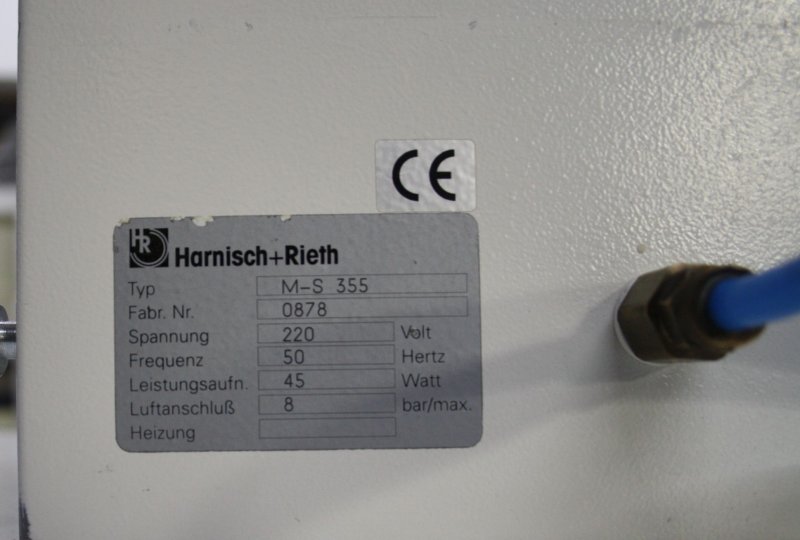 CE
HR
Harnisch+Rieth
Typ M-S 355
Fabr. Nr. 0878
Spannung 220 Volt
Frequenz 50 Hertz
Leistungsaufn. 45 Watt
Luftanschluß 8 bar/max.
Heizung